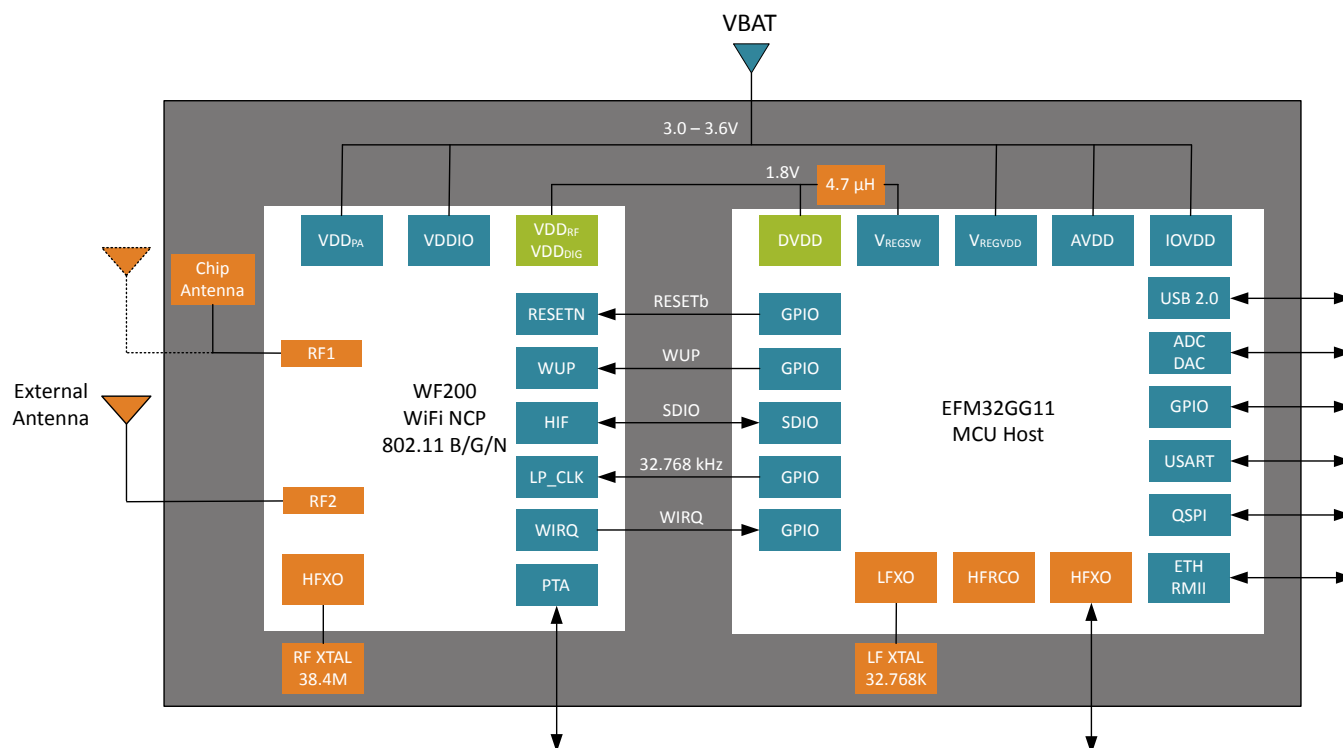 VBAT
3.0 – 3.6V
1.8V
4.7 µH
VDDPA
VDDIO
VDDRF
VDDDIG
DVDD
VREGSW
VREGVDD
AVDD
IOVDD
Chip
Antenna
RF1
External
Antenna
RF2
WF200
WiFi NCP
802.11 B/G/N
HFXO
RF XTAL
38.4M
RESETN
WUP
HIF
LP_CLK
WIRQ
PTA
RESETb
WUP
SDIO
32.768 kHz
WIRQ
GPIO
GPIO
SDIO
GPIO
GPIO
EFM32GG11
MCU Host
LFXO
HFRCO
HFXO
LF XTAL
32.768K
USB 2.0
ADC
DAC
GPIO
USART
QSPI
ETH
RMII